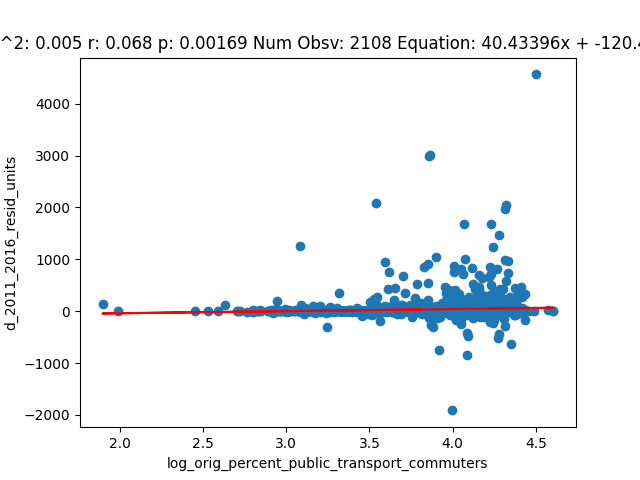 ^2: 0.005 r: 0.068 p: 0.00169 Num Obsv: 2108 Equation: 40.43396x + -120.4
4000
3000
2000
1000
0
−1000
−2000
d_2011_2016_resid_units
2.0 2.5 3.0 3.5 4.0 4.5
log_orig_percent_public_transport_commuters